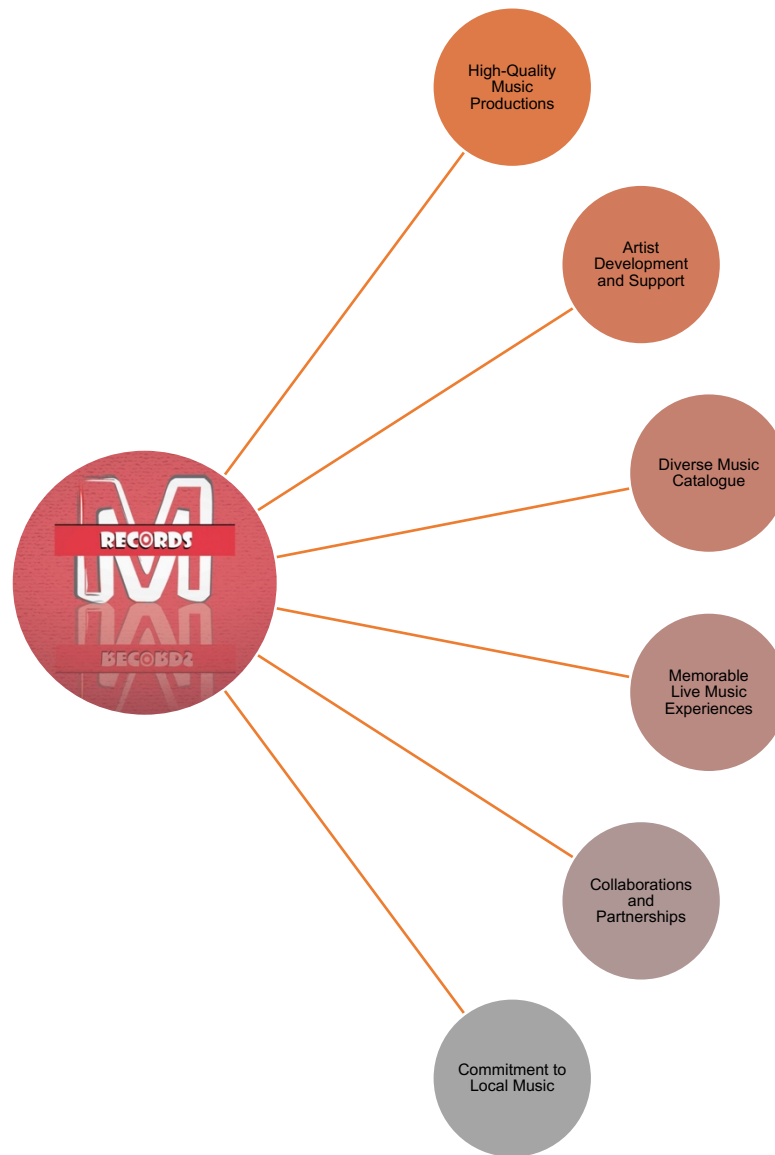 High-Quality
Music
Productions
Artist
Development
and Support
Diverse Music
Catalogue
M
RECORDS
RECORDS
Memorable
Live Music
Experiences
Collaborations
and
Partnerships
Commitment to
Local Music